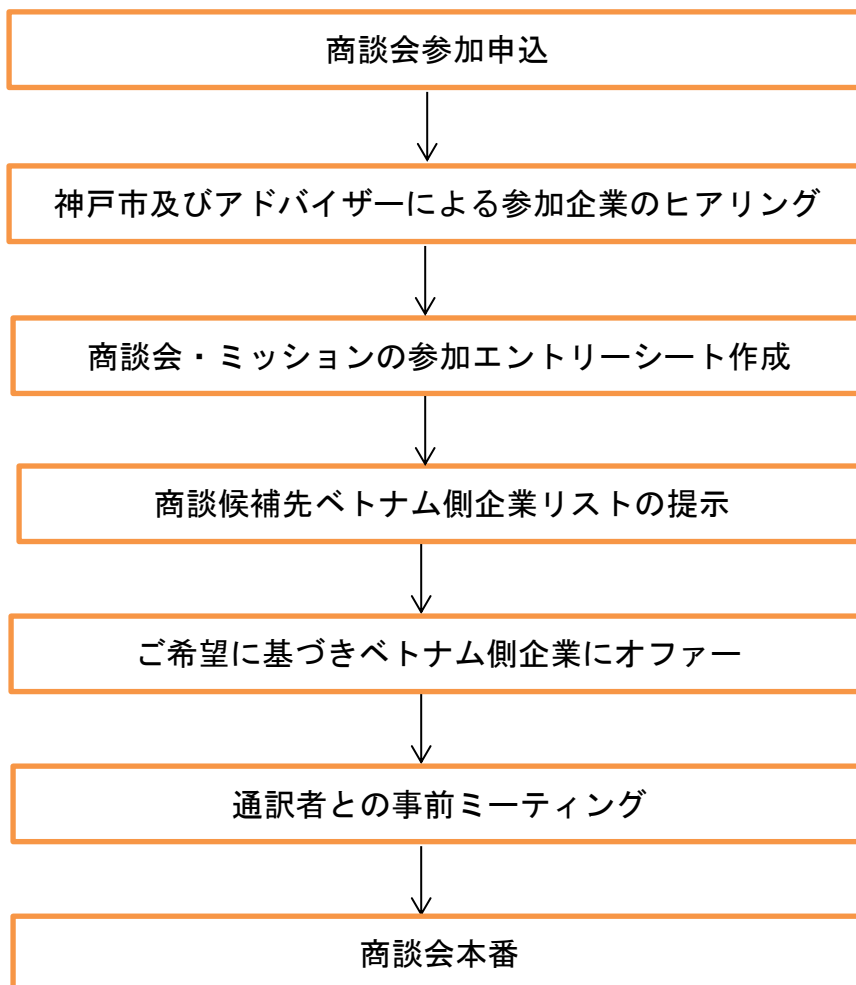 商談会参加申込
神戸市及びアドバイザーによる参加企業のヒアリング
商談会・ミッションの参加エントリーシート作成
商談候補先ベトナム側企業リストの提示
ご希望に基づきベトナム側企業にオファー
通訳者との事前ミーティング
商談会本番